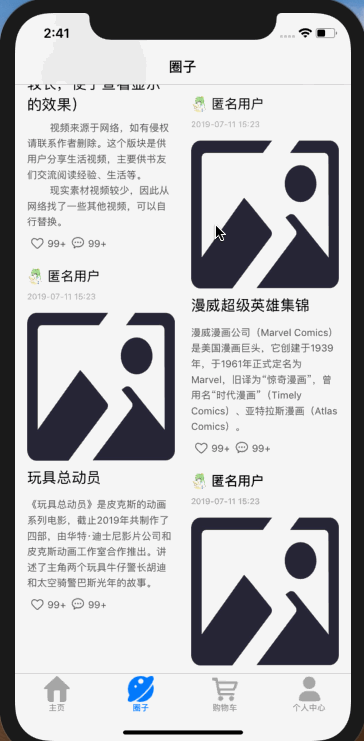 2:41
圈子
较长，便于查看显示
的效果）
视频来源于网络，如有侵权
请联系作者删除。这个版块是供
用户分享生活视频，主要供书友
们交流阅读经验、生活等。
现实素材视频较少，因此从
网络找了一些其他视频，可以自
行替换。
99+ 99+
匿名用户
2019-07-11 15:23
玩具总动员
《玩具总动员》是皮克斯的动画
系列电影，截止2019年共制作了
四部，由华特·迪士尼影片公司和
皮克斯动画工作室合作推出。讲
述了主角两个玩具牛仔警长胡迪
和太空骑警巴斯光年的故事。
99+ 99+
匿名用户
2019-07-11 15:23
漫威超级英雄集锦
漫威漫画公司（Marvel Comics）
是美国漫画巨头，它创建于1939
年，于1961年正式定名为
Marvel，旧译为“惊奇漫画”，曾
用名“时代漫画”（Timely
Comics）、亚特拉斯漫画（Atlas
Comics）。
99+ 99+
匿名用户
2019-07-11 15:23
主页
圈子
购物车
个人中心